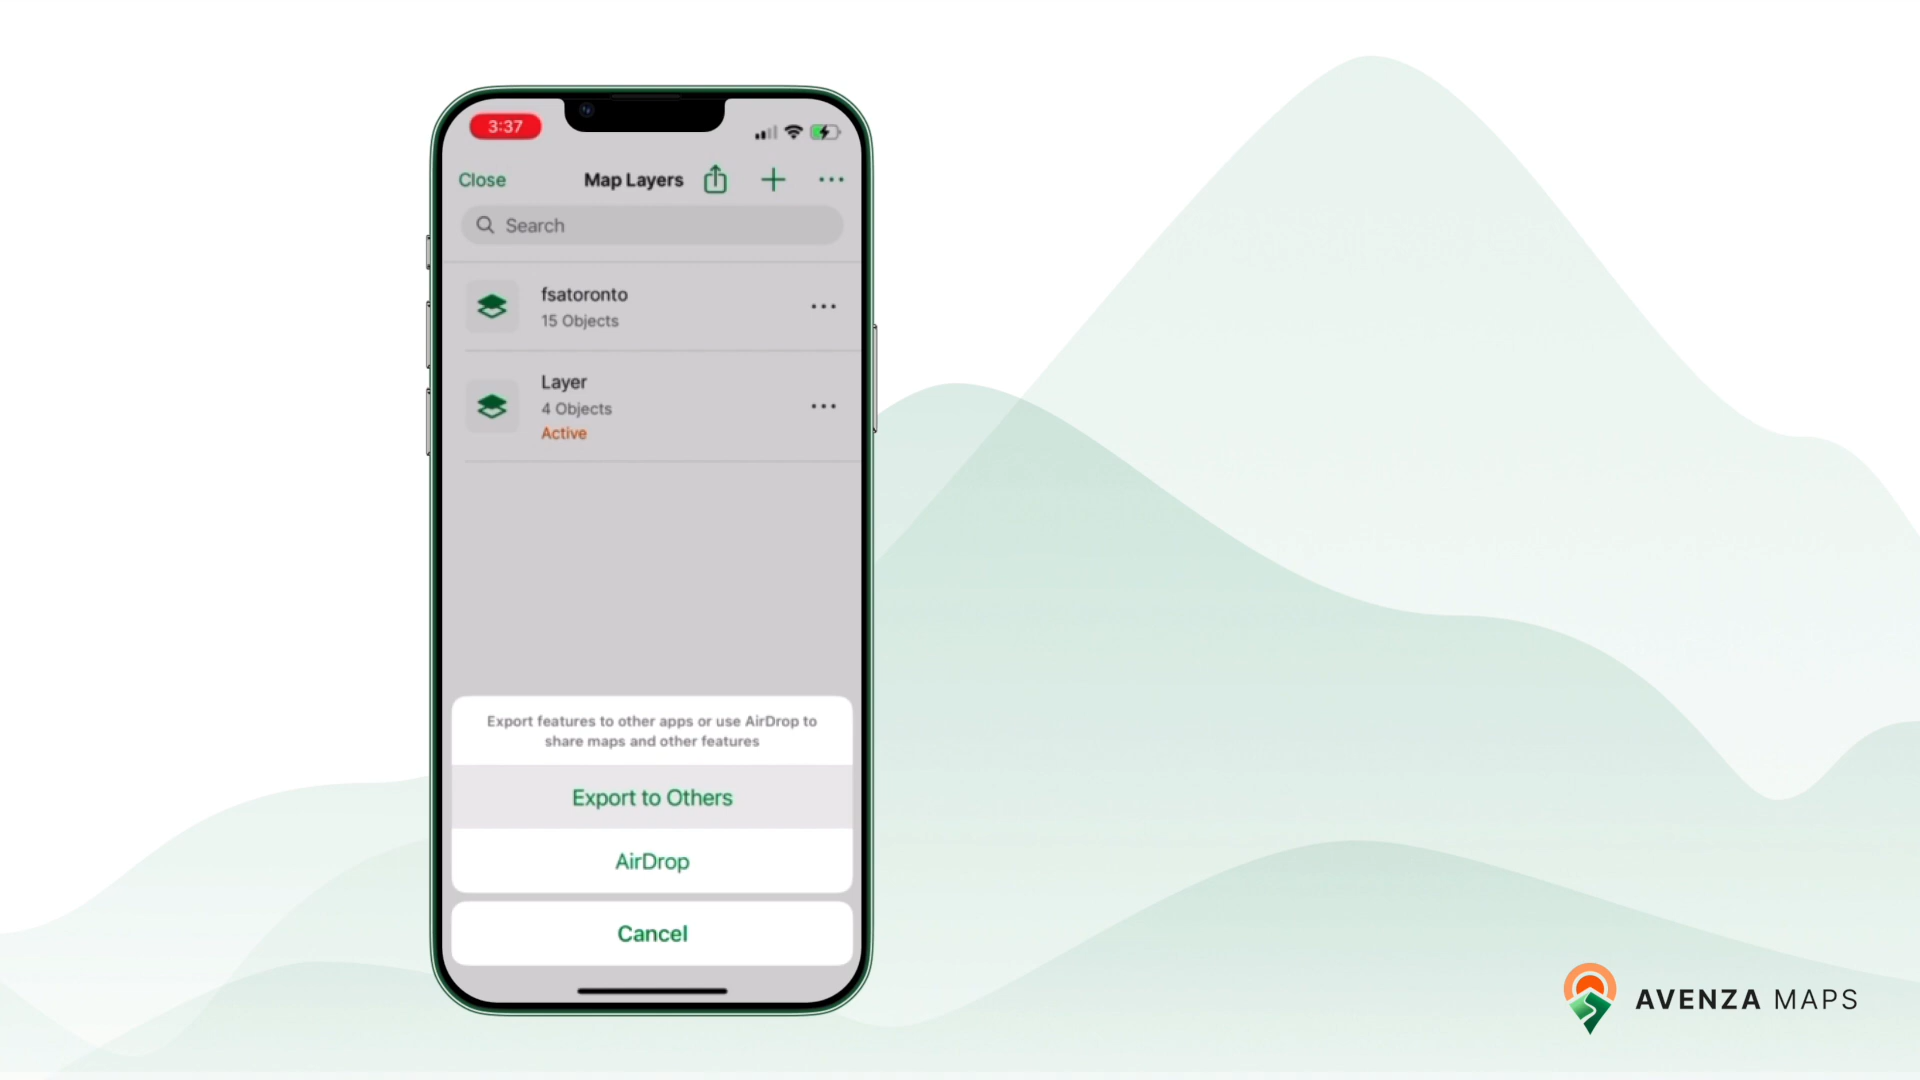 3:37
Close
Map Layers
Search
fsatoronto
15 Objects
Layer
4 Objects
Active
Export features to other apps or use AirDrop to
share maps and other features
Export to Others
AirDrop
Cancel
AVENZA MAPS